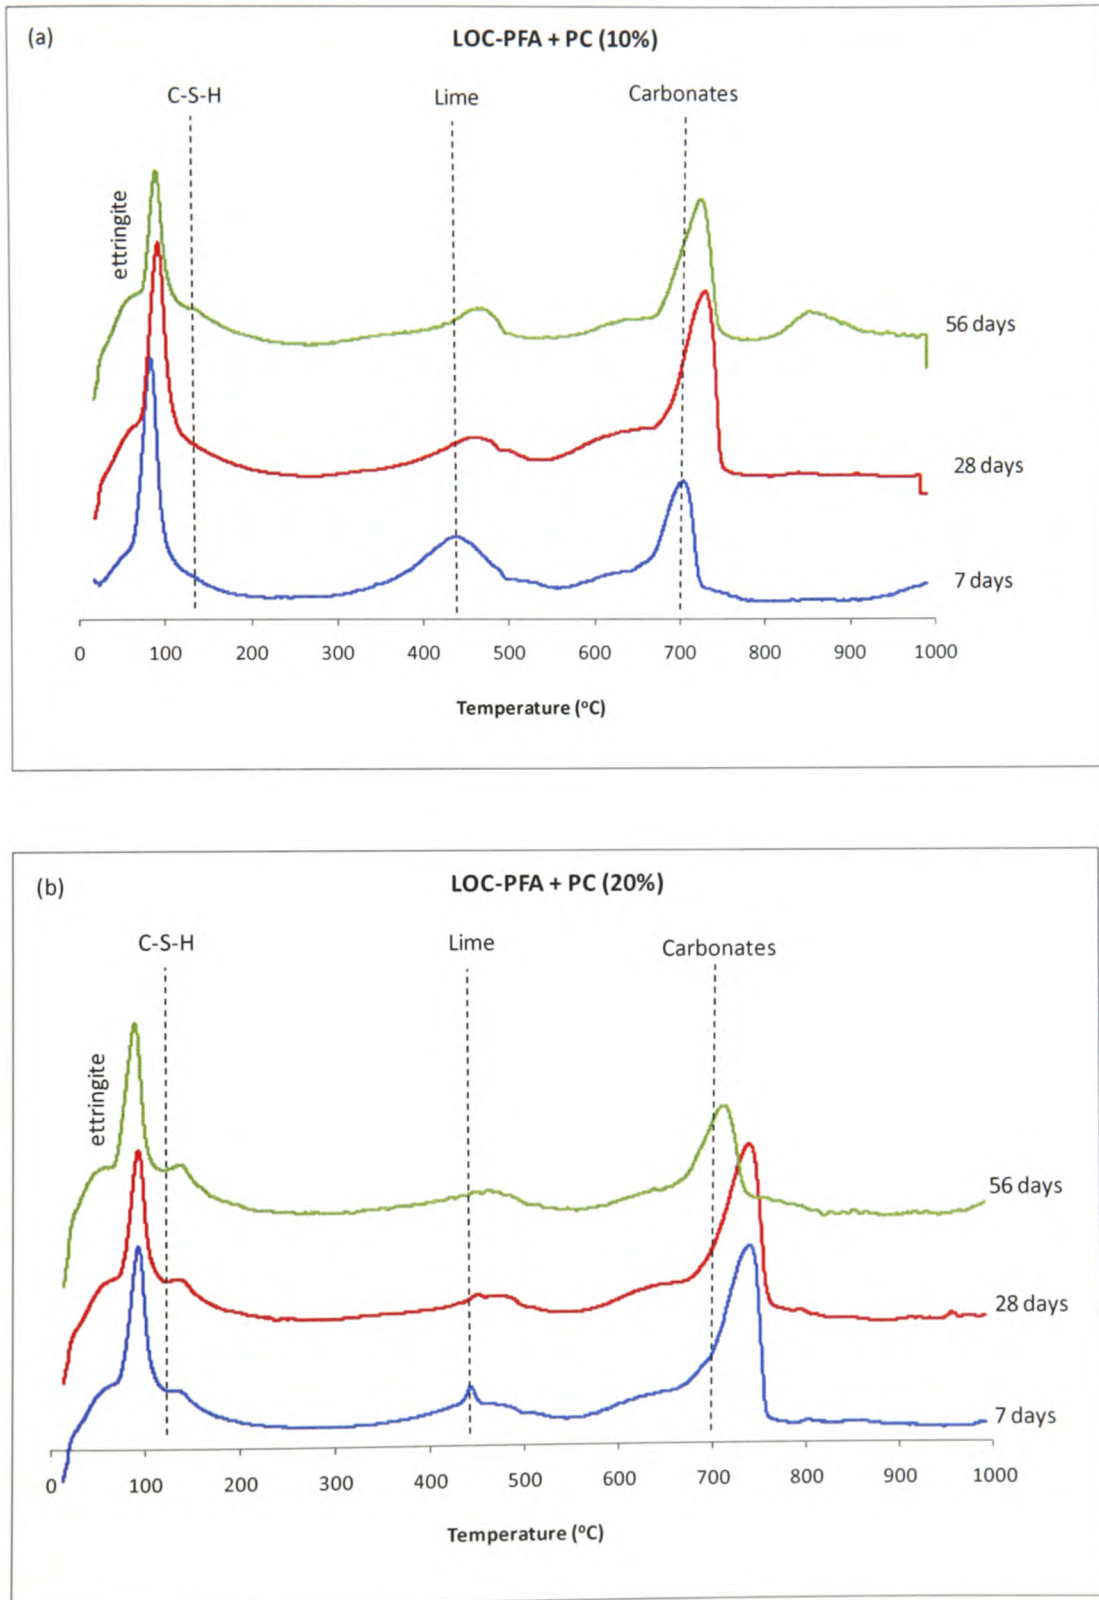 (a)
LOC-PFA + PC (10%)
C-S-H
Lime
Carbonates
ettringite
56 days
28 days
7 days
0 100 200 300 400 500 600 700 800 900 1000
Temperature (°C)
(b)
LOC-PFA + PC (20%)
C-S-H
Lime
Carbonates
ettringite
56 days
28 days
7 days
0 100 200 300 400 500 600 700 800 900 1000
Temperature (°C)